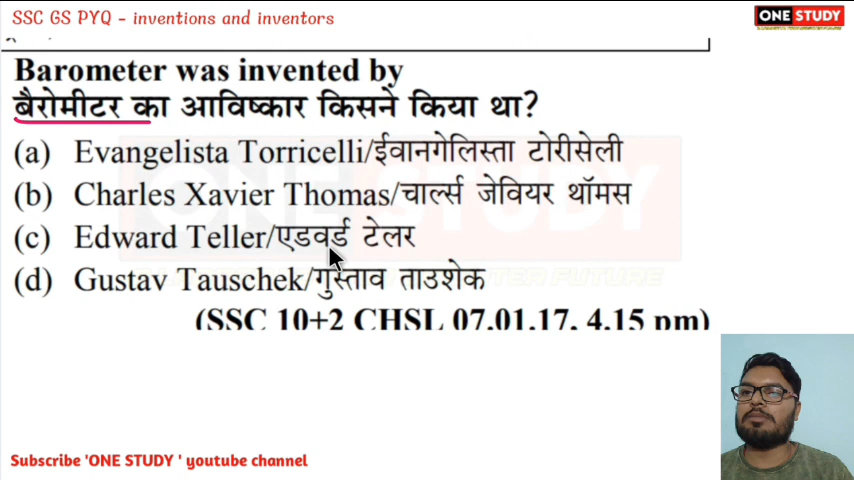 SSC GS PYQ - inventions and inventors
ONE STUDY
Barometer was invented by
बैरोमीटर का आविष्कार किसने किया था?
(a) Evangelista Torricelli/ईवानगेलिस्ता टोरीसेली
(b) Charles Xavier Thomas/चार्ल्स जेवियर थॉमस
(c) Edward Teller/एडवर्ड टेलर
(d) Gustav Tauschek/गुस्ताव ताउशेक
(SSC 10+2 CHSL 07.01.17, 4.15 pm)
Subscribe 'ONE STUDY ' youtube channel